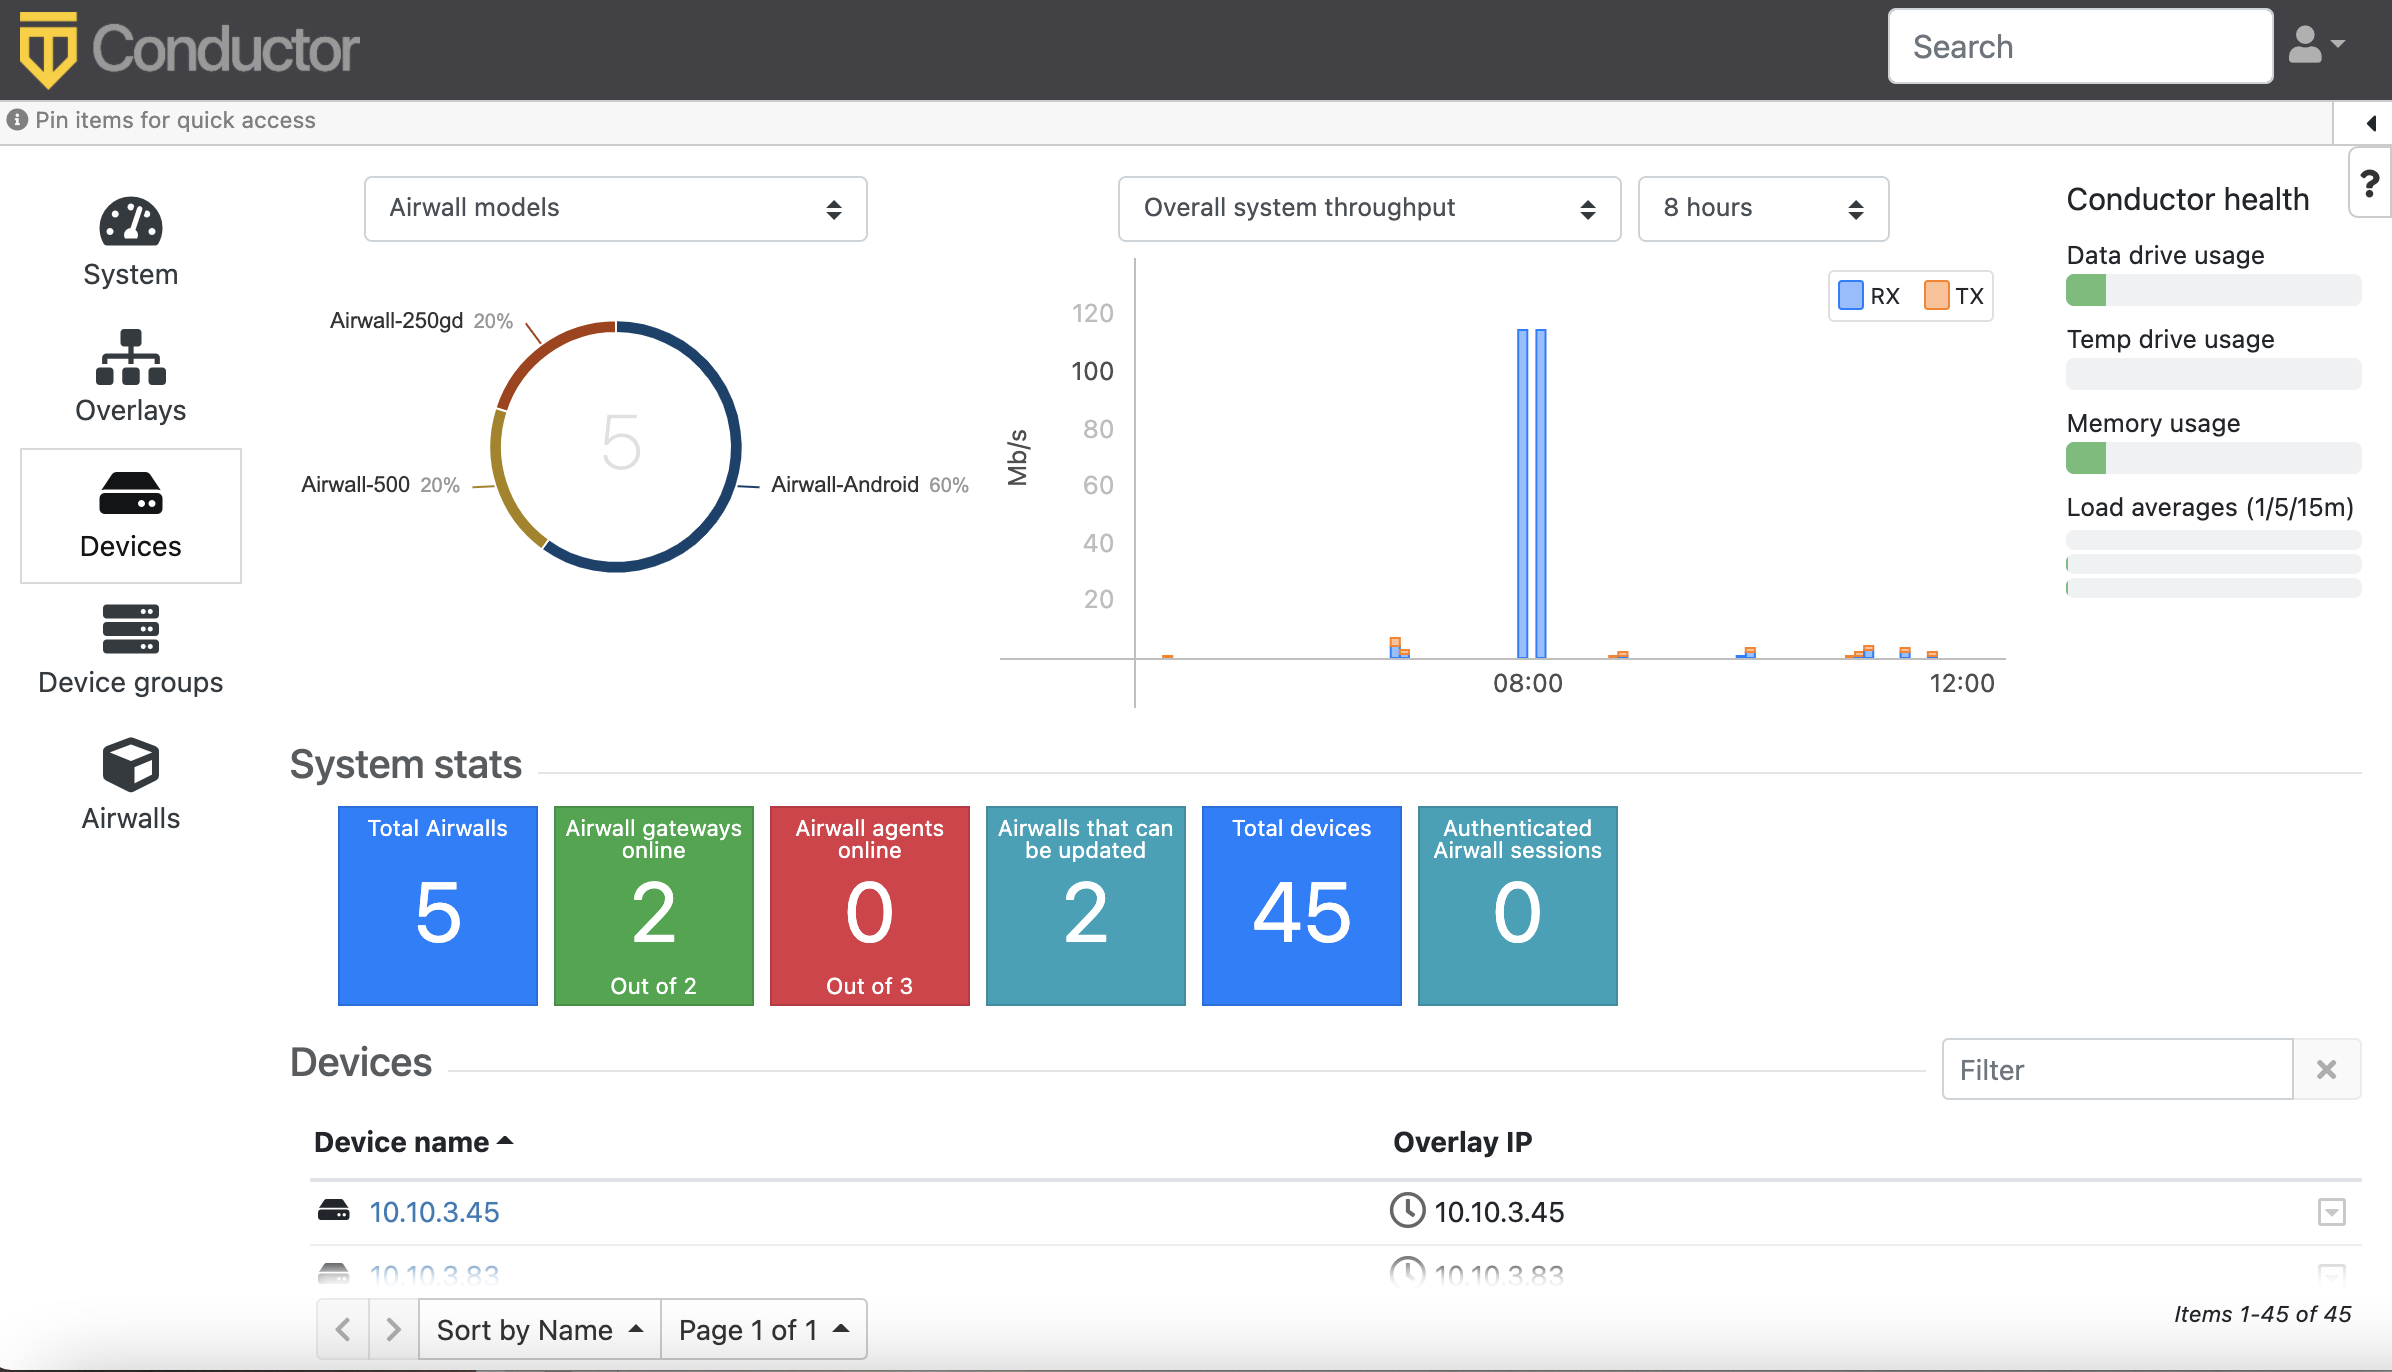 Conductor
Search
Pin items for quick access
System
Overlays
Devices
Device groups
Airwalls
Airwall models
Airwall-250gd 20%
5
Airwall-500 20%
Airwall-Android 60%
Overall system throughput
8 hours
RX TX
Mb/s
120
100
80
60
40
20
08:00 12:00
Conductor health
?
Data drive usage
Temp drive usage
Memory usage
Load averages (1/5/15m)
System stats
Total Airwalls
5
Airwall gateways
online
2
Out of 2
Airwall agents
online
0
Out of 3
Airwalls that can
be updated
2
Total devices
45
Authenticated
Airwall sessions
0
Devices
Filter
Device name Overlay IP
10.10.3.45 10.10.3.45
10.10.3.83 10.10.3.83
Sort by Name Page 1 of 1
Items 1-45 of 45